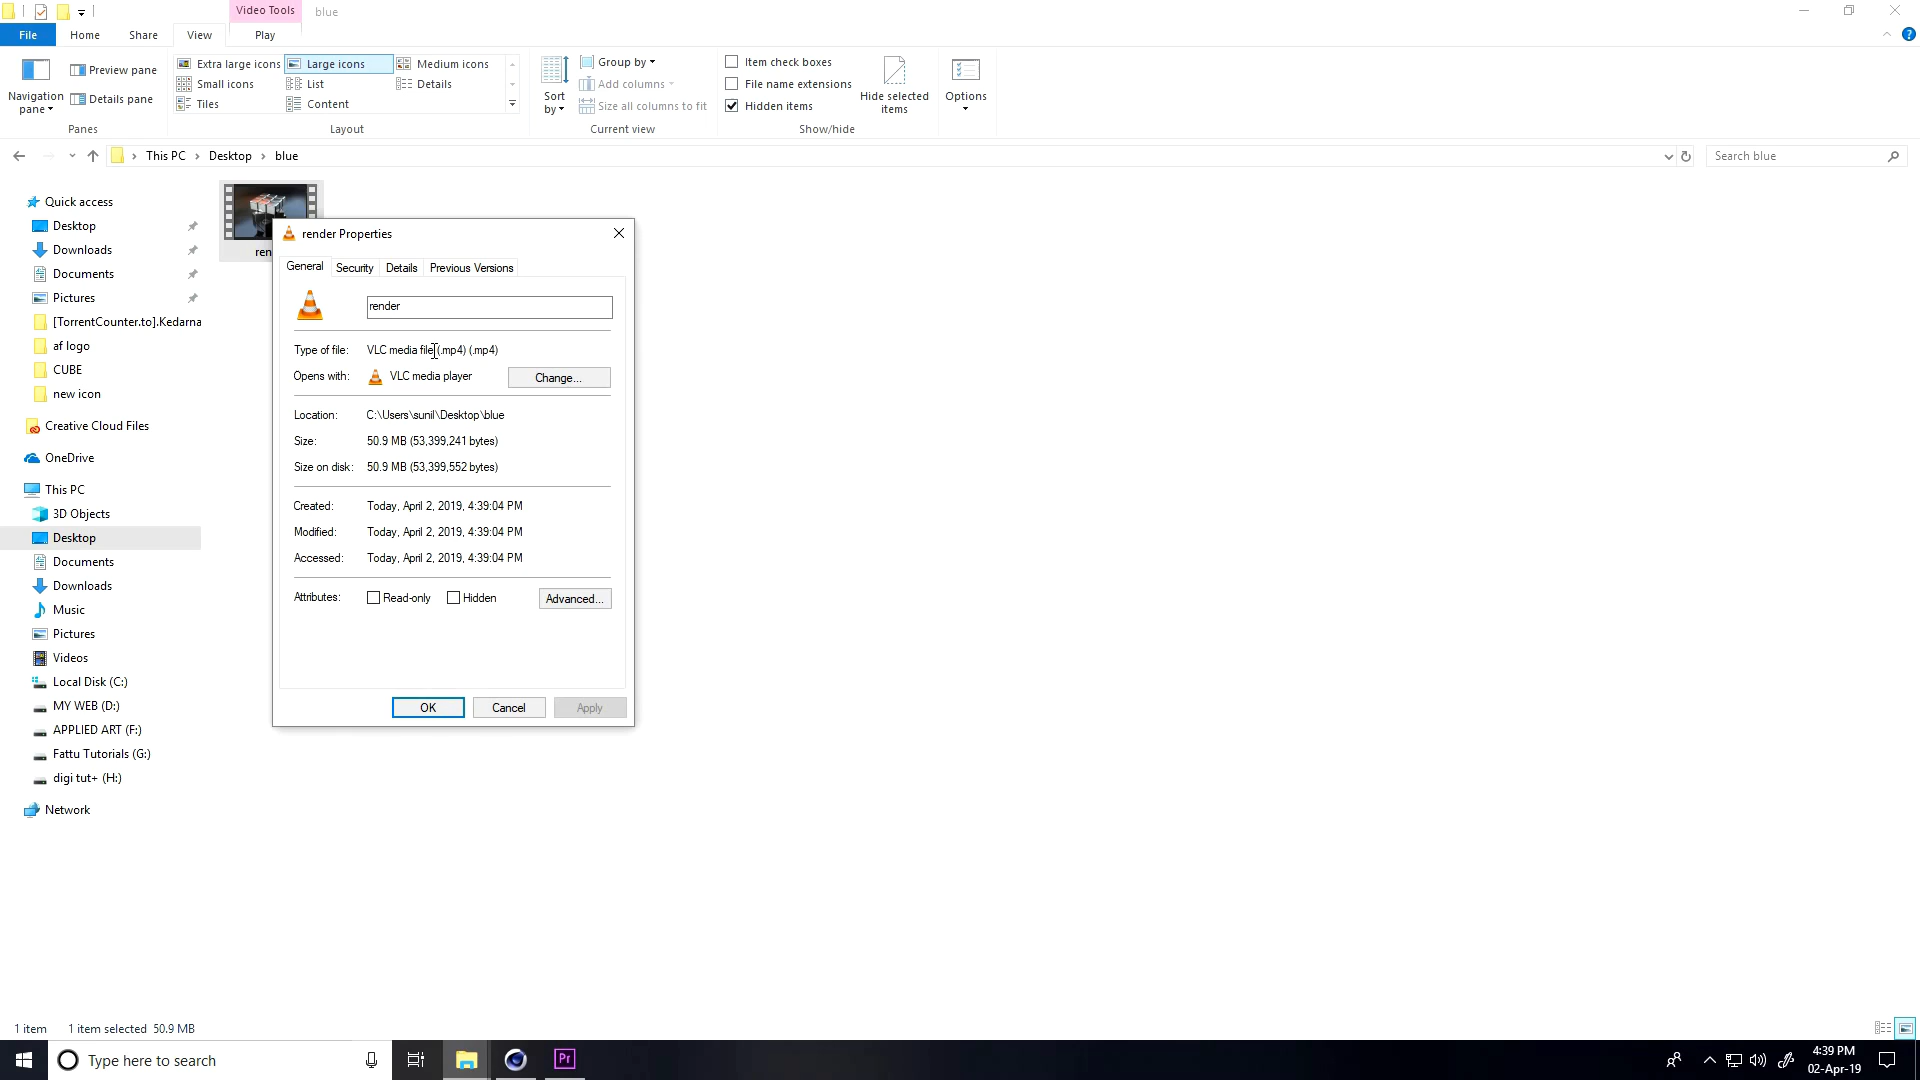 Video Tools
blue
File
Home
Share
View
Play
Navigation pane
Preview pane
Details pane
Panes
Extra large icons
Large icons
Medium icons
Small icons
List
Details
Tiles
Content
Layout
Sort by
Group by
Add columns
Size all columns to fit
Current view
Item check boxes
File name extensions
Hidden items
Hide selected items
Show/hide
Options
This PC > Desktop > blue
Search blue
Quick access
Desktop
Downloads
Documents
Pictures
[TorrentCounter.to].Kedarna
af logo
CUBE
new icon
Creative Cloud Files
OneDrive
This PC
3D Objects
Desktop
Documents
Downloads
Music
Pictures
Videos
Local Disk (C:)
MY WEB (D:)
APPLIED ART (F:)
Fattu Tutorials (G:)
digi tut+ (H:)
Network
ren
render Properties
General
Security
Details
Previous Versions
render
Type of file: VLC media file (.mp4) (.mp4)
Opens with: VLC media player
Change...
Location: C:\Users\sunil\Desktop\blue
Size: 50.9 MB (53,399,241 bytes)
Size on disk: 50.9 MB (53,399,552 bytes)
Created: Today, April 2, 2019, 4:39:04 PM
Modified: Today, April 2, 2019, 4:39:04 PM
Accessed: Today, April 2, 2019, 4:39:04 PM
Attributes: Read-only Hidden
Advanced...
OK
Cancel
Apply
1 item 1 item selected 50.9 MB
Type here to search
Pr
4:39 PM
02-Apr-19